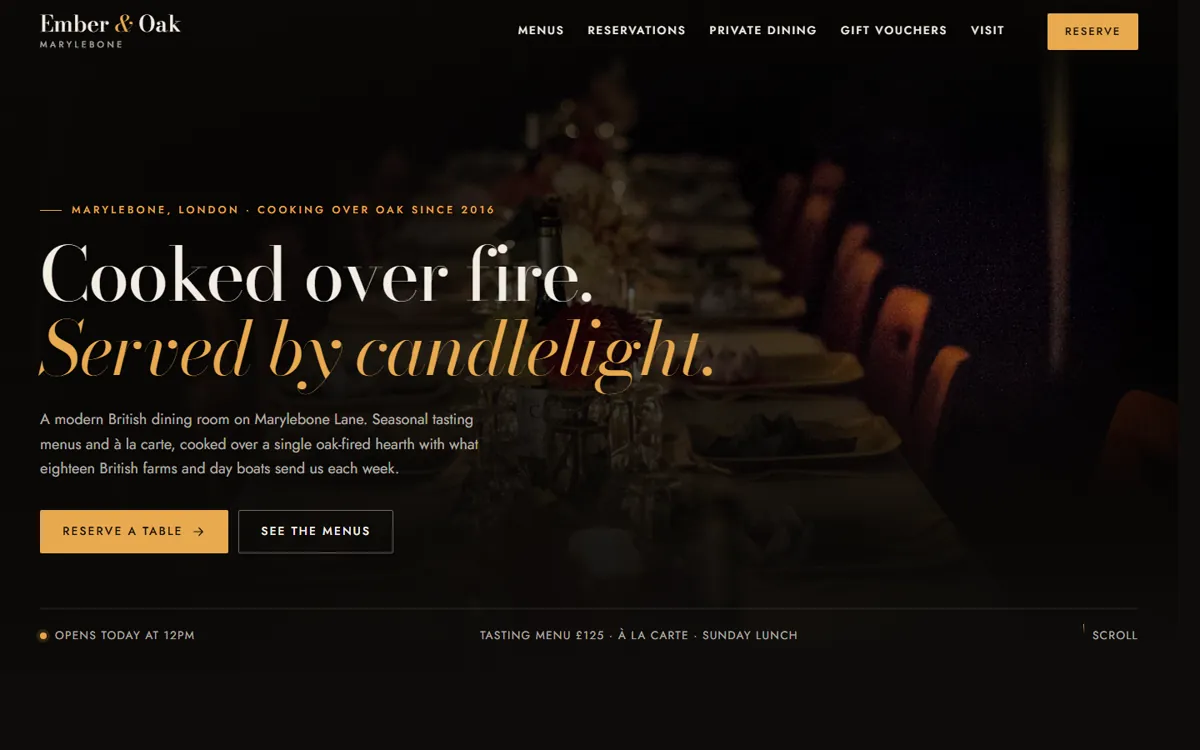 Ember & Oak
MARYLEBONE
MENUS
RESERVATIONS
PRIVATE DINING
GIFT VOUCHERS
VISIT
RESERVE
MARYLEBONE, LONDON · COOKING OVER OAK SINCE 2016
Cooked over fire.
Served by candlelight.
A modern British dining room on Marylebone Lane. Seasonal tasting
menus and à la carte, cooked over a single oak-fired hearth with what
eighteen British farms and day boats send us each week.
RESERVE A TABLE →
SEE THE MENUS
OPENS TODAY AT 12PM
TASTING MENU £125 · À LA CARTE · SUNDAY LUNCH
SCROLL